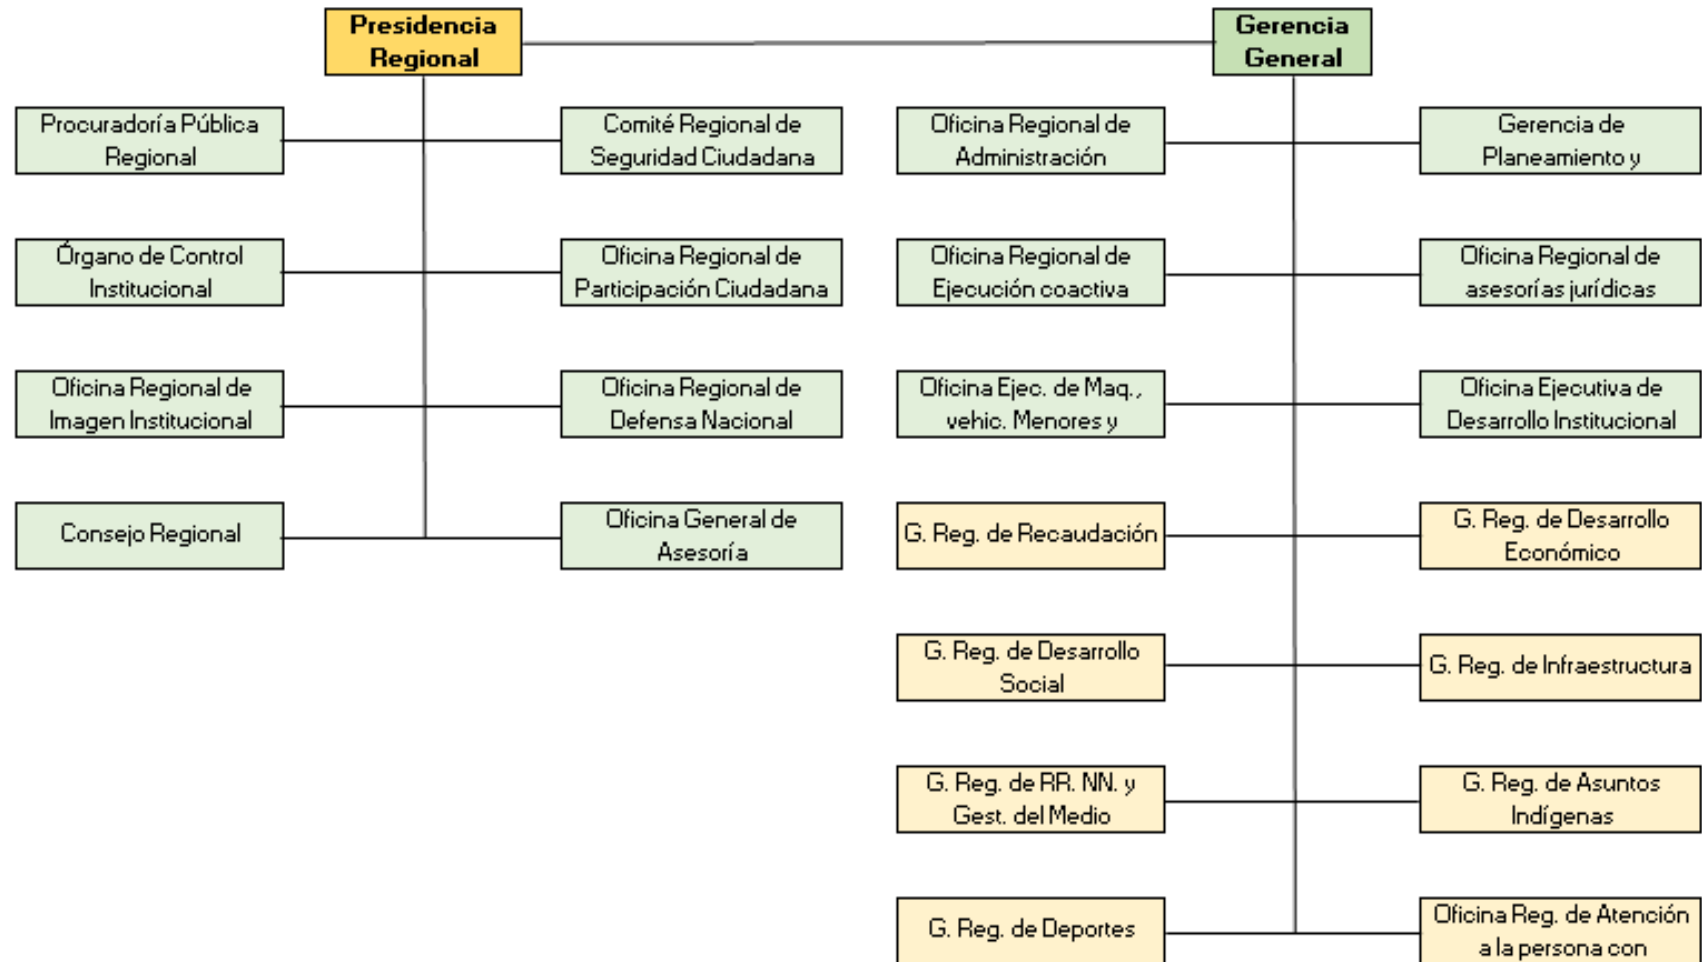 Presidencia
Regional
Gerencia
General
Procuradoría Pública
Regional
Comité Regional de
Seguridad Ciudadana
Oficina Regional de
Administración
Gerencia de
Planeamiento y
Órgano de Control
Institucional
Oficina Regional de
Participación Ciudadana
Oficina Regional de
Ejecución coactiva
Oficina Regional de
asesorías jurídicas
Oficina Regional de
Imagen Institucional
Oficina Regional de
Defensa Nacional
Oficina Ejec. de Maq.,
vehic. Menores y
Oficina Ejecutiva de
Desarrollo Institucional
Consejo Regional
Oficina General de
Asesoría
G. Reg. de Recaudación
G. Reg. de Desarrollo
Económico
G. Reg. de Desarrollo
Social
G. Reg. de Infraestructura
G. Reg. de RR. NN. y
Gest. del Medio
G. Reg. de Asuntos
Indígenas
G. Reg. de Deportes
Oficina Reg. de Atención
a la persona con